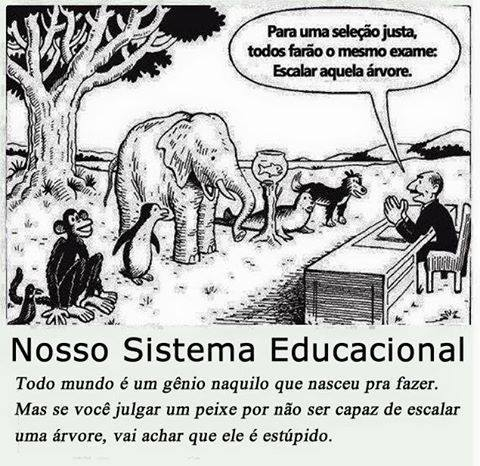 Para uma seleção justa,
todos farão o mesmo exame:
Escalar aquela árvore.
Nosso Sistema Educacional
Todo mundo é um gênio naquilo que nasceu pra fazer.
Mas se você julgar um peixe por não ser capaz de escalar
uma árvore, vai achar que ele é estúpido.